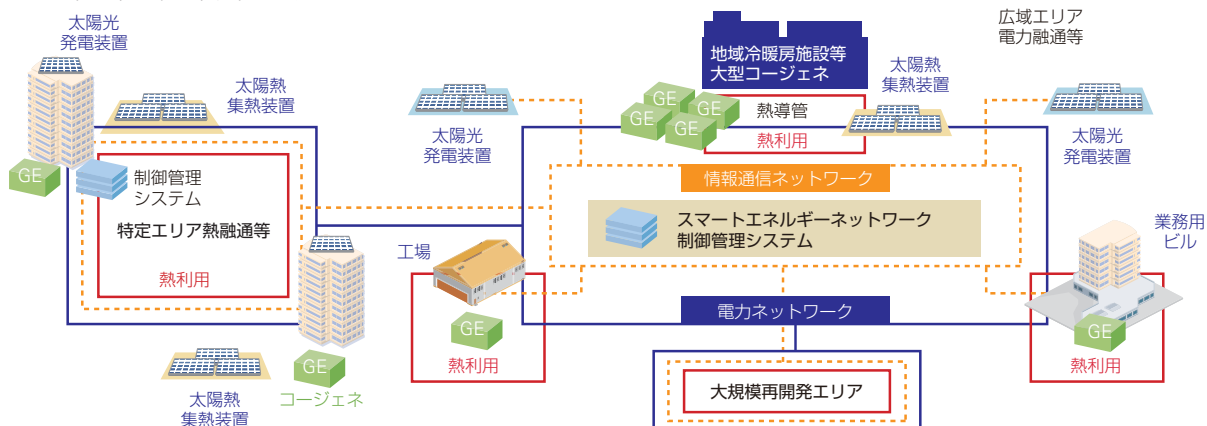 太陽光
発電装置
太陽熱
集熱装置
GE
制御管理
システム
特定エリア熱融通等
熱利用
太陽熱
集熱装置
GE
コージェネ
太陽光
発電装置
地域冷暖房施設等
大型コージェネ
GE
GE
GE
GE
熱導管
熱利用
太陽熱
集熱装置
広域エリア
電力融通等
太陽光
発電装置
情報通信ネットワーク
スマートエネルギーネットワーク
制御管理システム
工場
GE
熱利用
電力ネットワーク
大規模再開発エリア
業務用
ビル
GE
熱利用